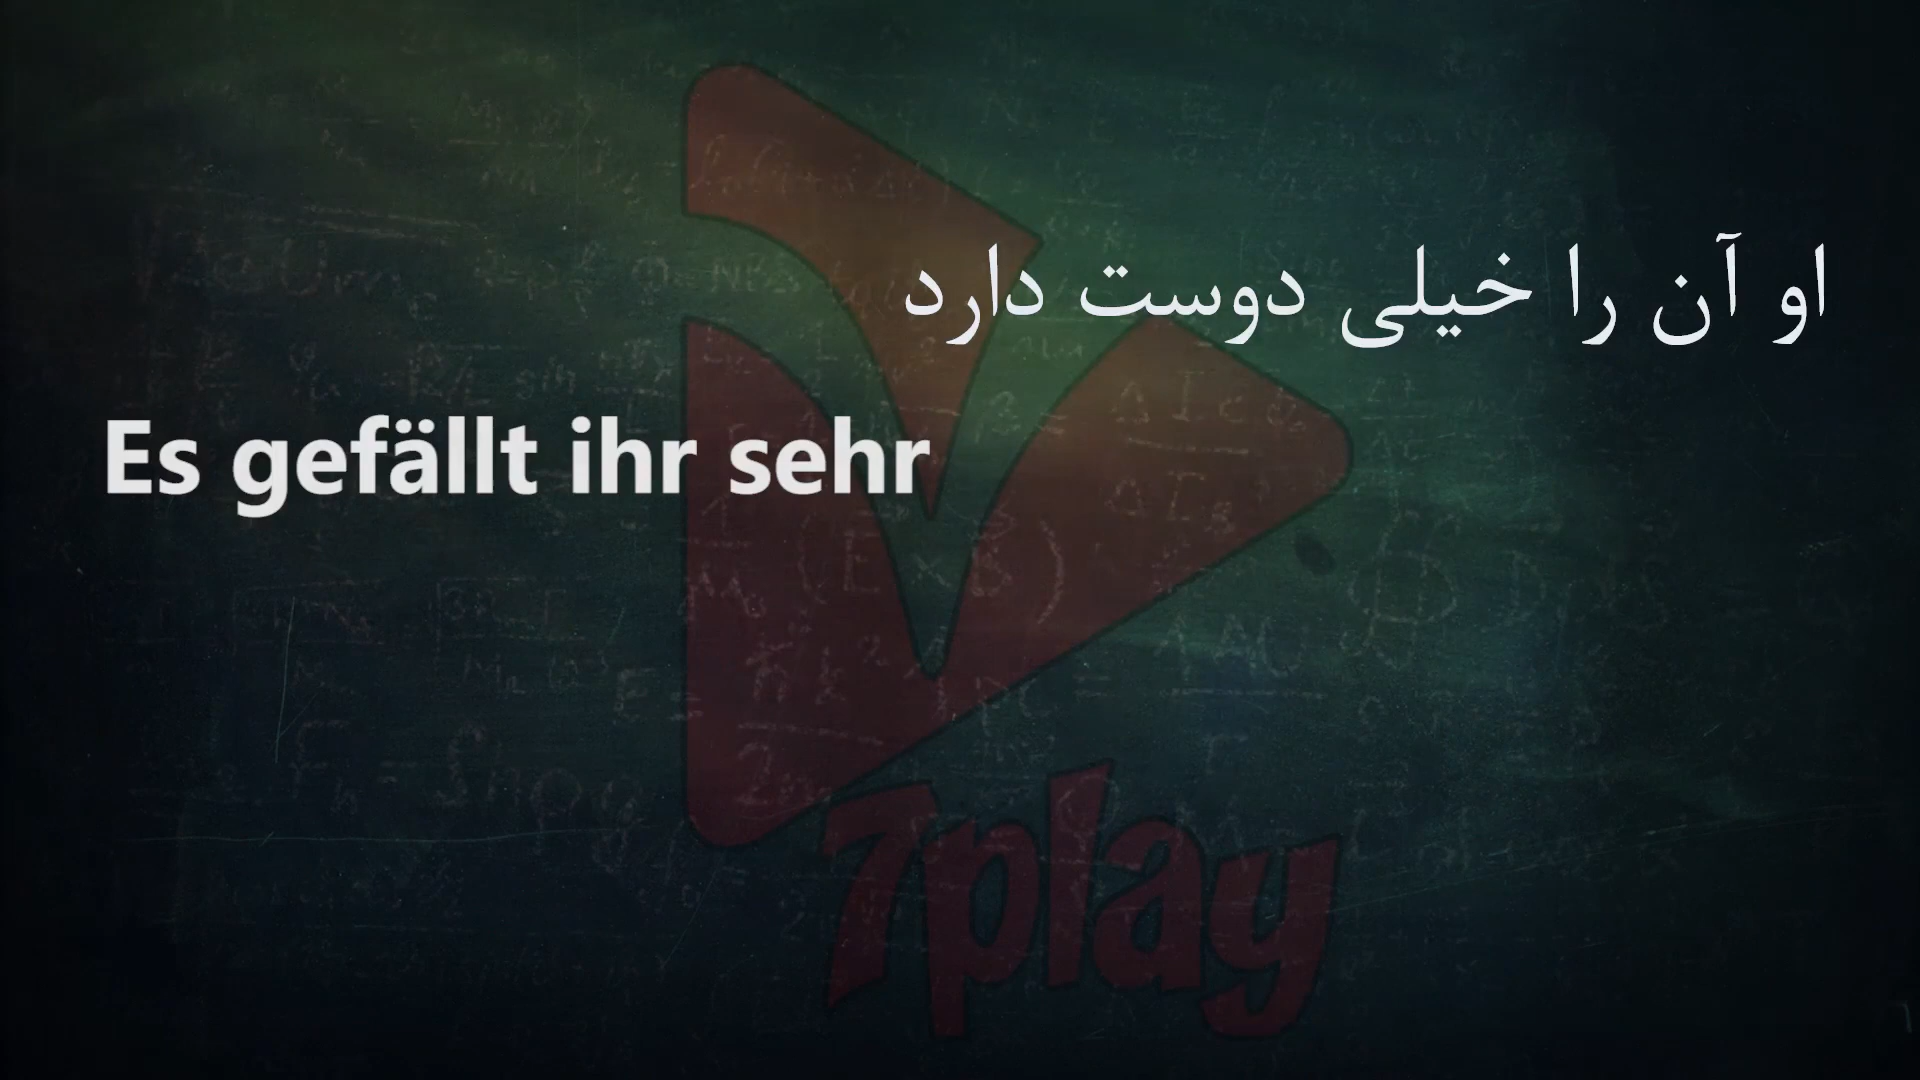 او آن را خیلی دوست دارد
Es gefällt ihr sehr
7play